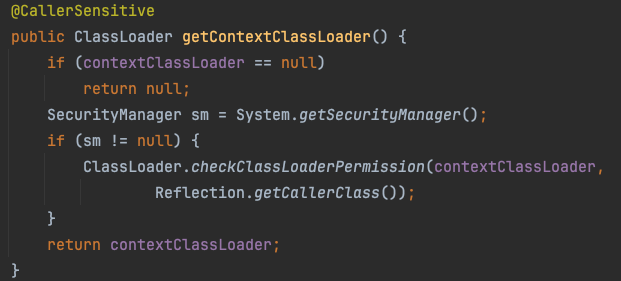 @CallerSensitive
public ClassLoader getContextClassLoader() {
    if (contextClassLoader == null)
        return null;
    SecurityManager sm = System.getSecurityManager();
    if (sm != null) {
        ClassLoader.checkClassLoaderPermission(contextClassLoader,
                Reflection.getCallerClass());
    }
    return contextClassLoader;
}